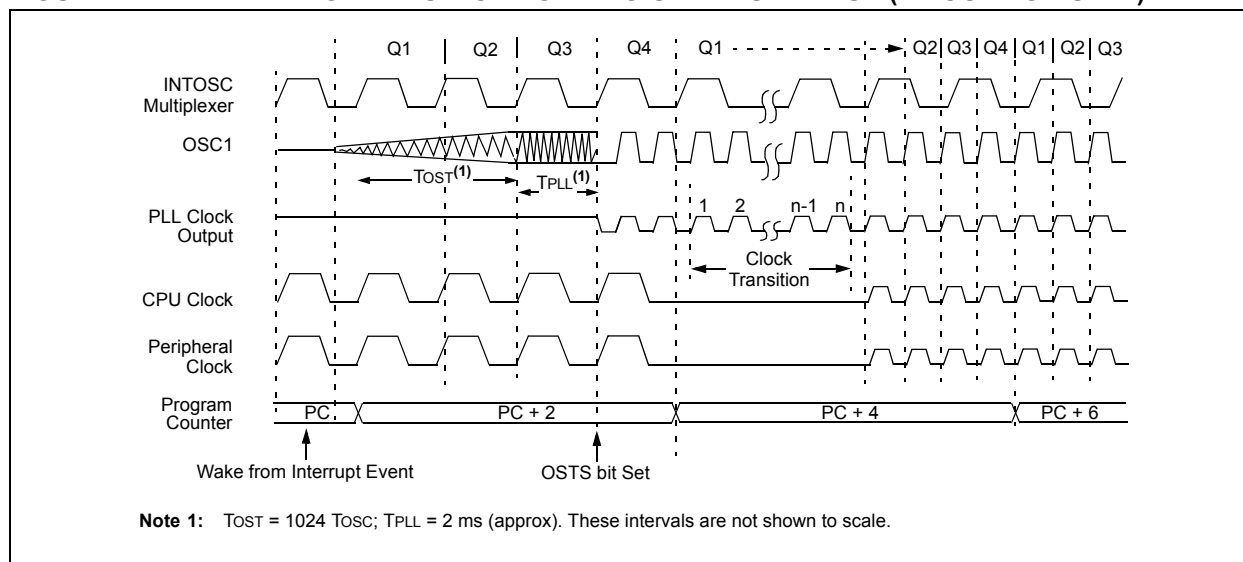 Q1 Q2 Q3 Q4 Q1 Q2 Q3 Q4 Q1 Q2 Q3
INTOSC
Multiplexer
OSC1
TOST(1)
TPLL(1)
PLL Clock
Output
1 2 n-1 n
Clock
Transition
CPU Clock
Peripheral
Clock
Program
Counter
PC PC + 2 PC + 4 PC + 6
Wake from Interrupt Event
OSTS bit Set
Note 1: TOST = 1024 TOSC; TPLL = 2 ms (approx). These intervals are not shown to scale.